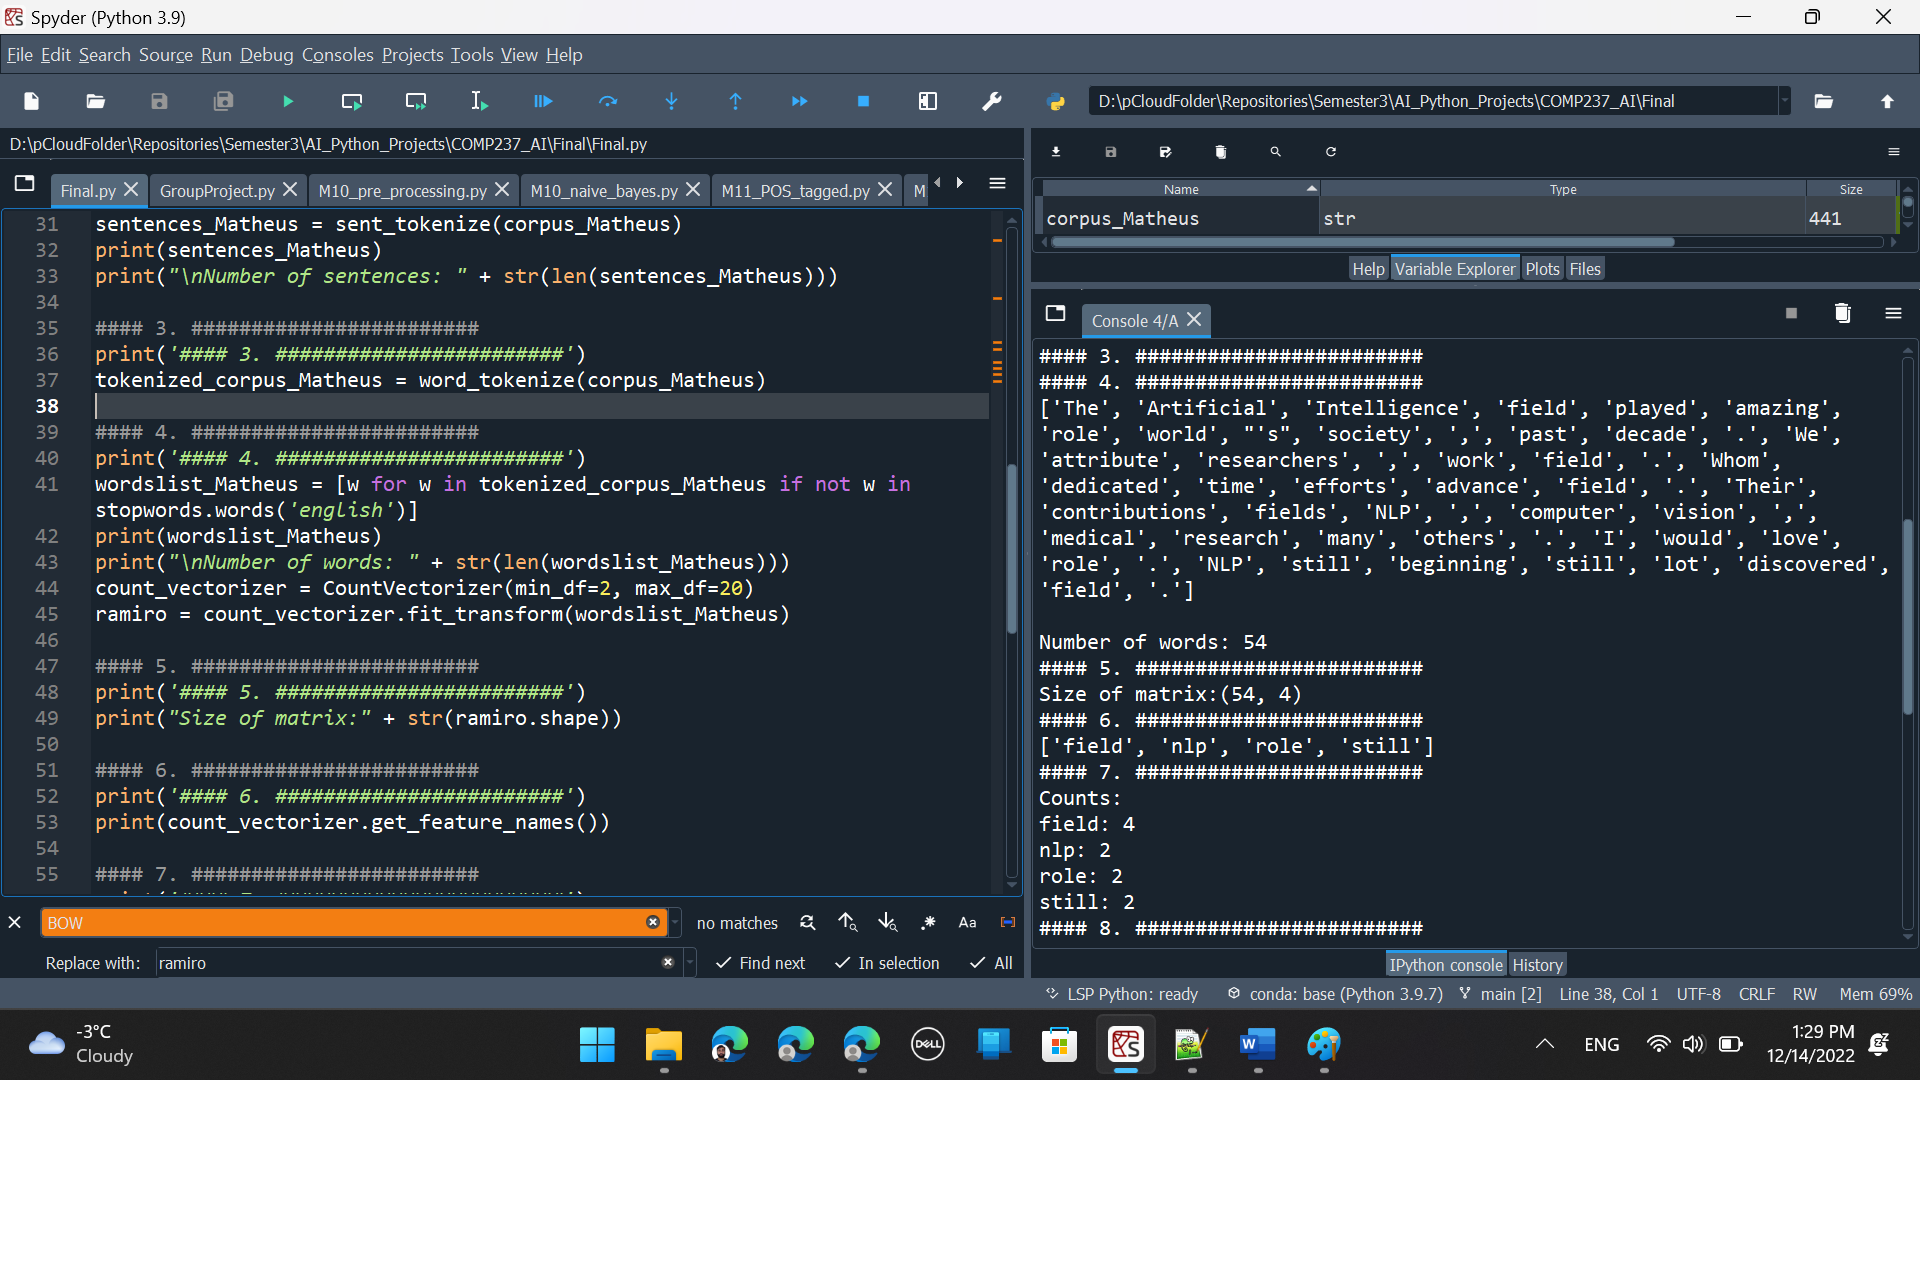 Spyder (Python 3.9)
File Edit Search Source Run Debug Consoles Projects Tools View Help
D:\pCloudFolder\Repositories\Semester3\AI_Python_Projects\COMP237_AI\Final
D:\pCloudFolder\Repositories\Semester3\AI_Python_Projects\COMP237_AI\Final\Final.py
Final.py GroupProject.py M10_pre_processing.py M10_naive_bayes.py M11_POS_tagged.py M
31 sentences_Matheus = sent_tokenize(corpus_Matheus)
32 print(sentences_Matheus)
33 print("\nNumber of sentences: " + str(len(sentences_Matheus)))
34
35 #### 3. ########################
36 print('#### 3. ########################')
37 tokenized_corpus_Matheus = word_tokenize(corpus_Matheus)
38
39 #### 4. ########################
40 print('#### 4. ########################')
41 wordslist_Matheus = [w for w in tokenized_corpus_Matheus if not w in
stopwords.words('english')]
42 print(wordslist_Matheus)
43 print("\nNumber of words: " + str(len(wordslist_Matheus)))
44 count_vectorizer = CountVectorizer(min_df=2, max_df=20)
45 ramiro = count_vectorizer.fit_transform(wordslist_Matheus)
46
47 #### 5. ########################
48 print('#### 5. ########################')
49 print("Size of matrix:" + str(ramiro.shape))
50
51 #### 6. ########################
52 print('#### 6. ########################')
53 print(count_vectorizer.get_feature_names())
54
55 #### 7. ########################
BOW no matches Aa
Replace with: ramiro Find next In selection All
Name Type Size
corpus_Matheus str 441
Help Variable Explorer Plots Files
Console 4/A
#### 3. ########################
#### 4. ########################
['The', 'Artificial', 'Intelligence', 'field', 'played', 'amazing',
'role', 'world', "'s", 'society', ',', 'past', 'decade', '.', 'We',
'attribute', 'researchers', ',', 'work', 'field', '.', 'Whom',
'dedicated', 'time', 'efforts', 'advance', 'field', '.', 'Their',
'contributions', 'fields', 'NLP', ',', 'computer', 'vision', ',',
'medical', 'research', 'many', 'others', '.', 'I', 'would', 'love',
'role', '.', 'NLP', 'still', 'beginning', 'still', 'lot', 'discovered',
'field', '.']
Number of words: 54
#### 5. ########################
Size of matrix:(54, 4)
#### 6. ########################
['field', 'nlp', 'role', 'still']
#### 7. ########################
Counts:
field: 4
nlp: 2
role: 2
still: 2
#### 8. ########################
IPython console History
LSP Python: ready conda: base (Python 3.9.7) main [2] Line 38, Col 1 UTF-8 CRLF RW Mem 69%
-3°C
Cloudy
DELL
W
ENG
1:29 PM
12/14/2022